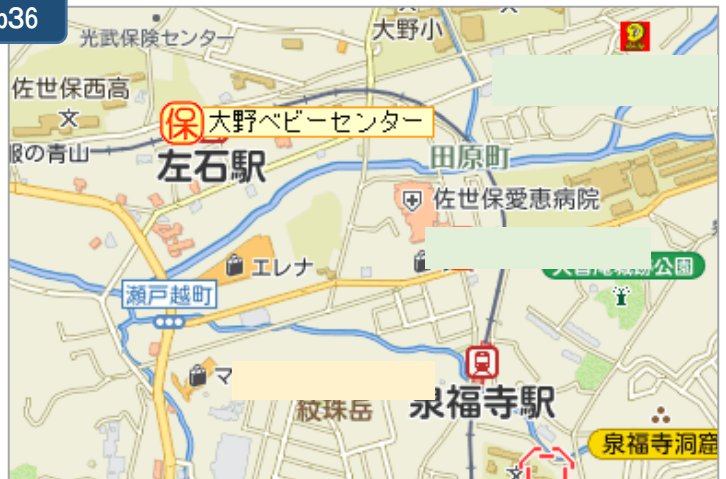 p36
光武保険センター
大野小
佐世保西高
文
保 大野ベビーセンター
服の青山
左石駅
田原町
佐世保愛恵病院
エレナ
公園
瀬戸越町
マ
紋珠岳
泉福寺駅
泉福寺洞窟
文